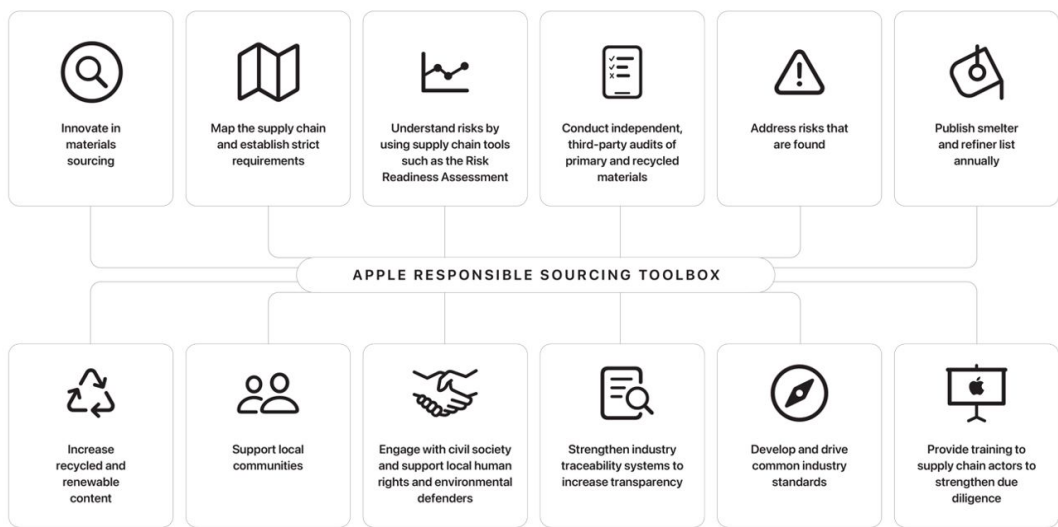 Innovate in
materials
sourcing
Map the supply chain
and establish strict
requirements
Understand risks by
using supply chain tools
such as the Risk
Readiness Assessment
Conduct independent,
third-party audits of
primary and recycled
materials
Address risks that
are found
Publish smelter
and refiner list
annually
APPLE RESPONSIBLE SOURCING TOOLBOX
Increase
recycled and
renewable
content
Support local
communities
Engage with civil society
and support local human
rights and environmental
defenders
Strengthen industry
traceability systems to
increase transparency
Develop and drive
common industry
standards
Provide training to
supply chain actors to
strengthen due
diligence